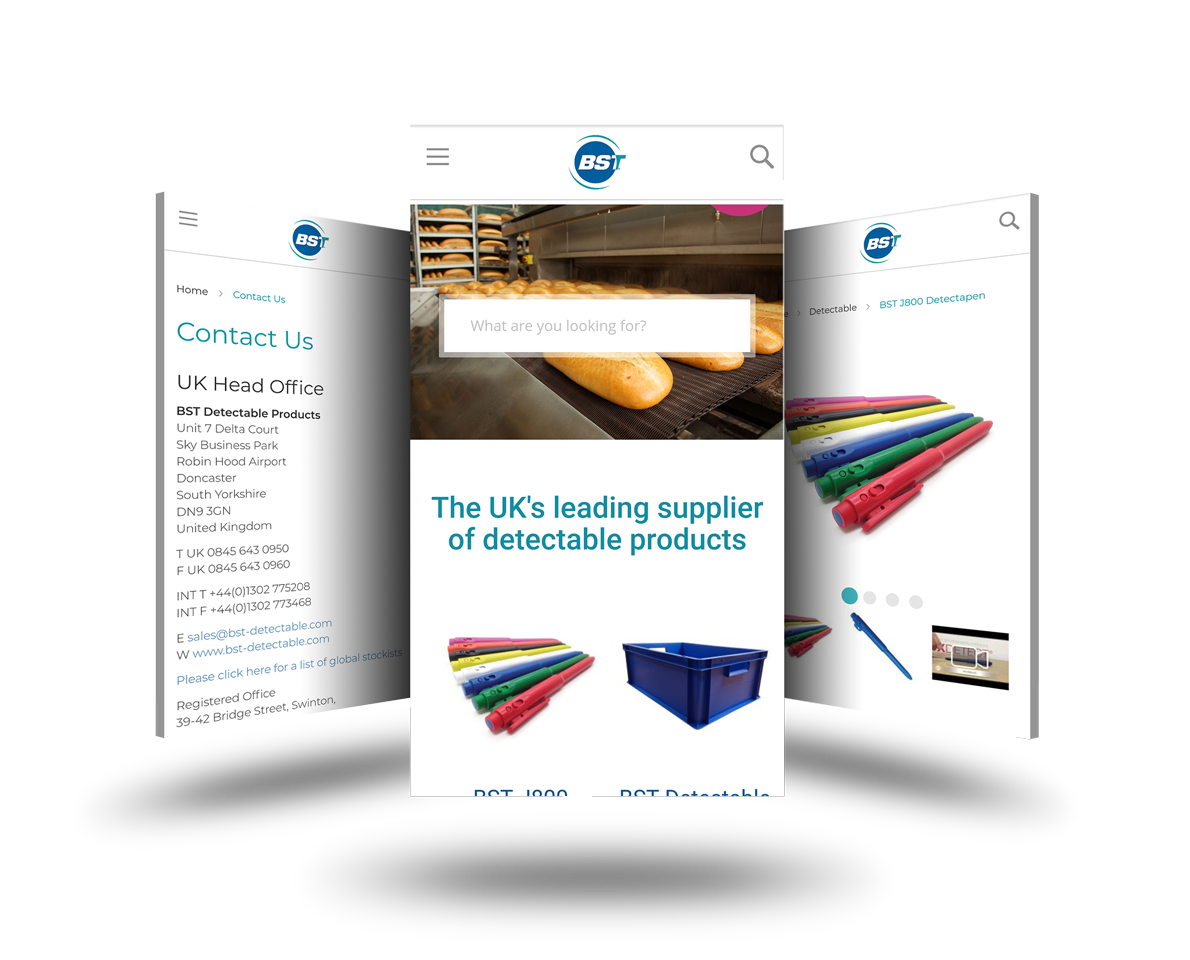 BST
Home > Contact Us
Contact Us
UK Head Office
BST Detectable Products
Unit 7 Delta Court
Sky Business Park
Robin Hood Airport
Doncaster
South Yorkshire
DN9 3GN
United Kingdom
T UK 0845 643 0950
F UK 0845 643 0960
INT T +44(0)1302 775208
INT F +44(0)1302 773468
E sales@bst-detectable.com
W www.bst-detectable.com
Please click here for a list of global stockists
Registered Office
39-42 Bridge Street, Swinton,
BST
What are you looking for?
The UK's leading supplier
of detectable products
BST J800
BST Detectable
BST
> Detectable > BST J800 Detectapen